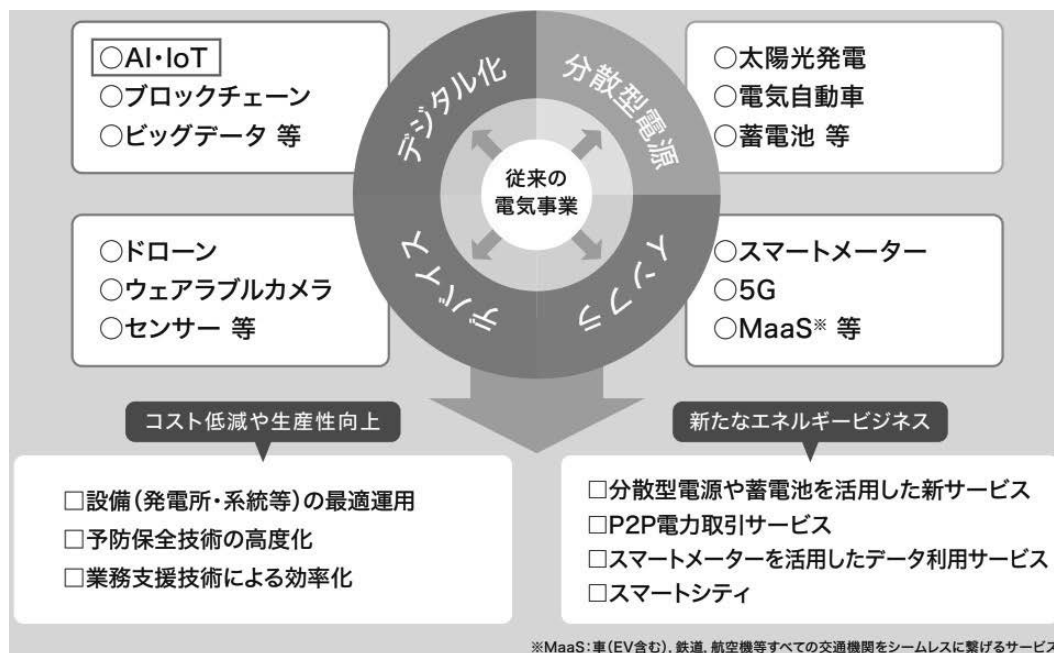 ○AI・IoT
○ブロックチェーン
○ビッグデータ 等
デジタル化
分散型電源
○太陽光発電
○電気自動車
○蓄電池 等
従来の
電気事業
○ドローン
○ウェアラブルカメラ
○センサー 等
デバイス
インフラ
○スマートメーター
○5G
○MaaS※ 等
コスト低減や生産性向上
□設備（発電所・系統等）の最適運用
□予防保全技術の高度化
□業務支援技術による効率化
新たなエネルギービジネス
□分散型電源や蓄電池を活用した新サービス
□P2P電力取引サービス
□スマートメーターを活用したデータ利用サービス
□スマートシティ
※MaaS：車（EV含む）, 鉄道, 航空機等すべての交通機関をシームレスに繋げるサービス